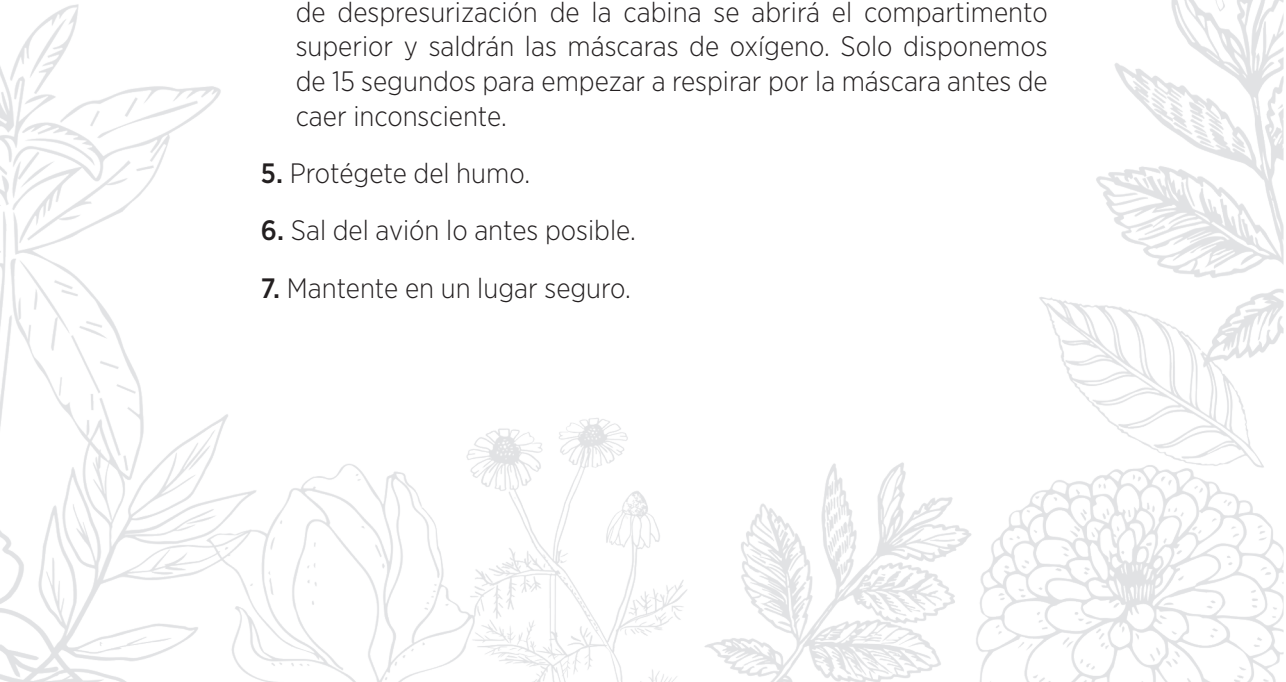 de despresurización de la cabina se abrirá el compartimento
superior y saldrán las máscaras de oxígeno. Solo disponemos
de 15 segundos para empezar a respirar por la máscara antes de
caer inconsciente.
5. Protégete del humo.
6. Sal del avión lo antes posible.
7. Mantente en un lugar seguro.